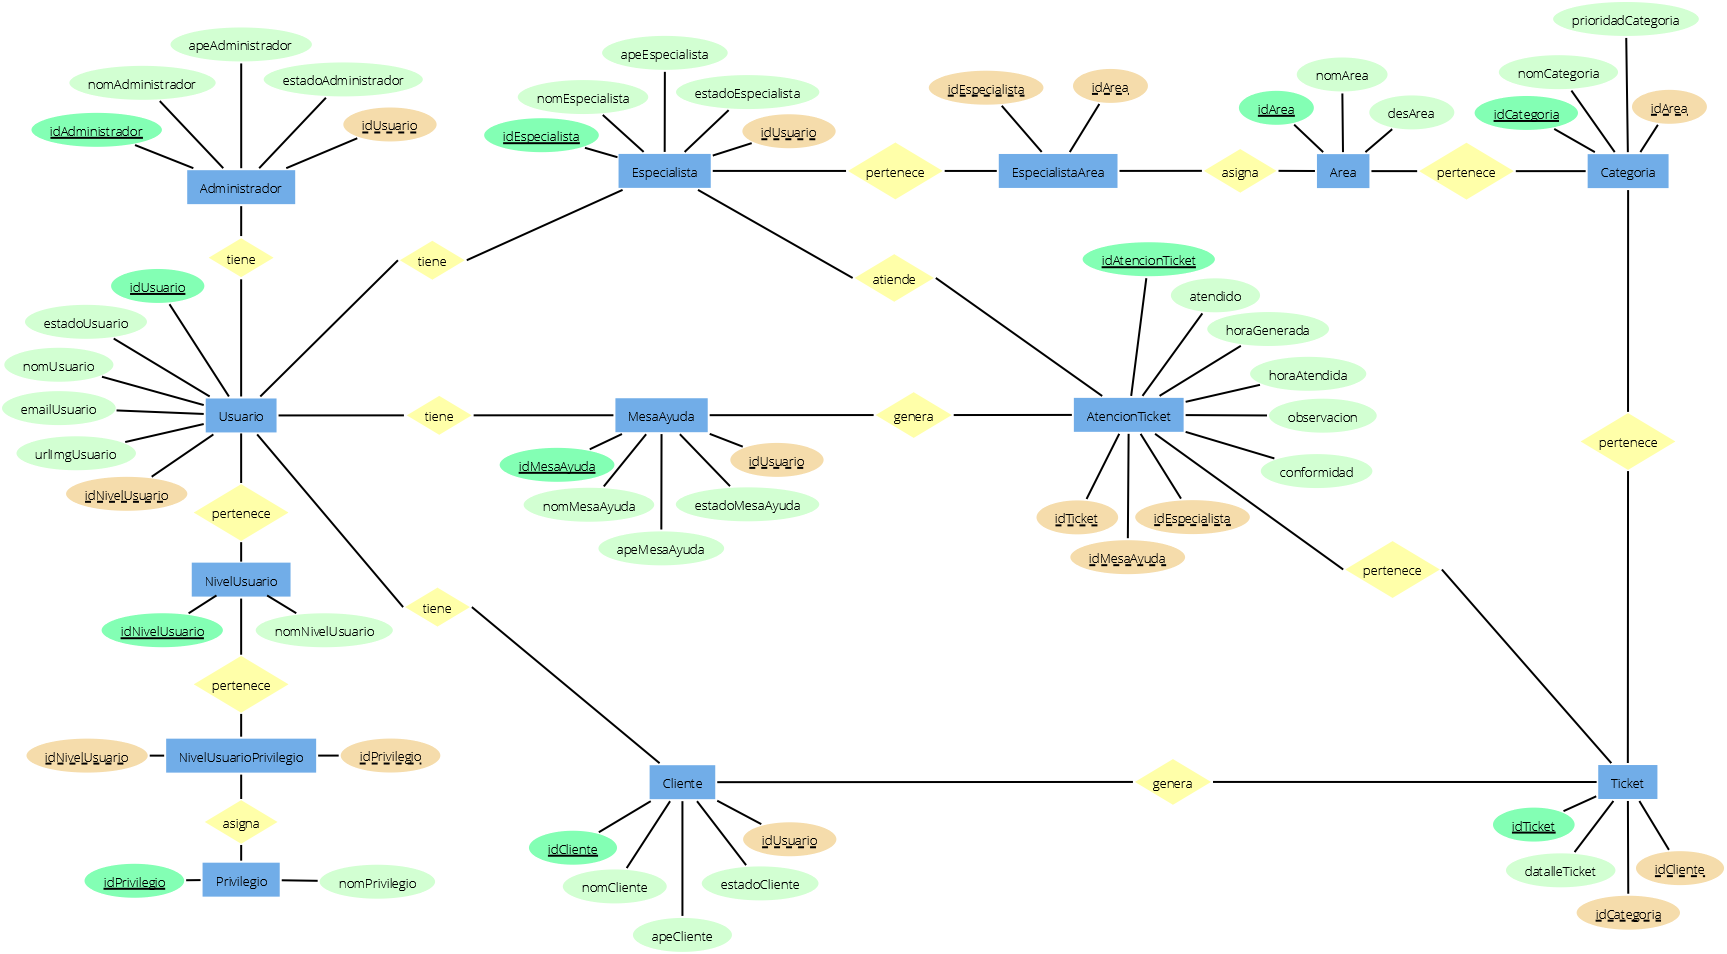 prioridadCategoria
apeAdministrador
apeEspecialista
nomCategoria
nomArea
nomAdministrador
estadoAdministrador
nomEspecialista
estadoEspecialista
idEspecialista
idArea
idArea
desArea
idCategoria
idArea
idAdministrador
idUsuario
idEspecialista
idUsuario
Administrador
Especialista
pertenece
EspecialistaArea
asigna
Area
pertenece
Categoria
tiene
tiene
idAtencionTicket
atiende
idUsuario
atendido
estadoUsuario
horaGenerada
nomUsuario
horaAtendida
emailUsuario
Usuario
tiene
MesaAyuda
genera
AtencionTicket
observacion
urlImgUsuario
pertenece
idMesaAyuda
idUsuario
conformidad
idNivelUsuario
nomMesaAyuda
estadoMesaAyuda
pertenece
idTicket
idEspecialista
apeMesaAyuda
idMesaAyuda
pertenece
NivelUsuario
tiene
idNivelUsuario
nomNivelUsuario
pertenece
idNivelUsuario
NivelUsuarioPrivilegio
idPrivilegio
Cliente
genera
Ticket
asigna
idTicket
idCliente
idUsuario
idPrivilegio
Privilegio
nomPrivilegio
nomCliente
estadoCliente
datalleTicket
idCliente
apeCliente
idCategoria